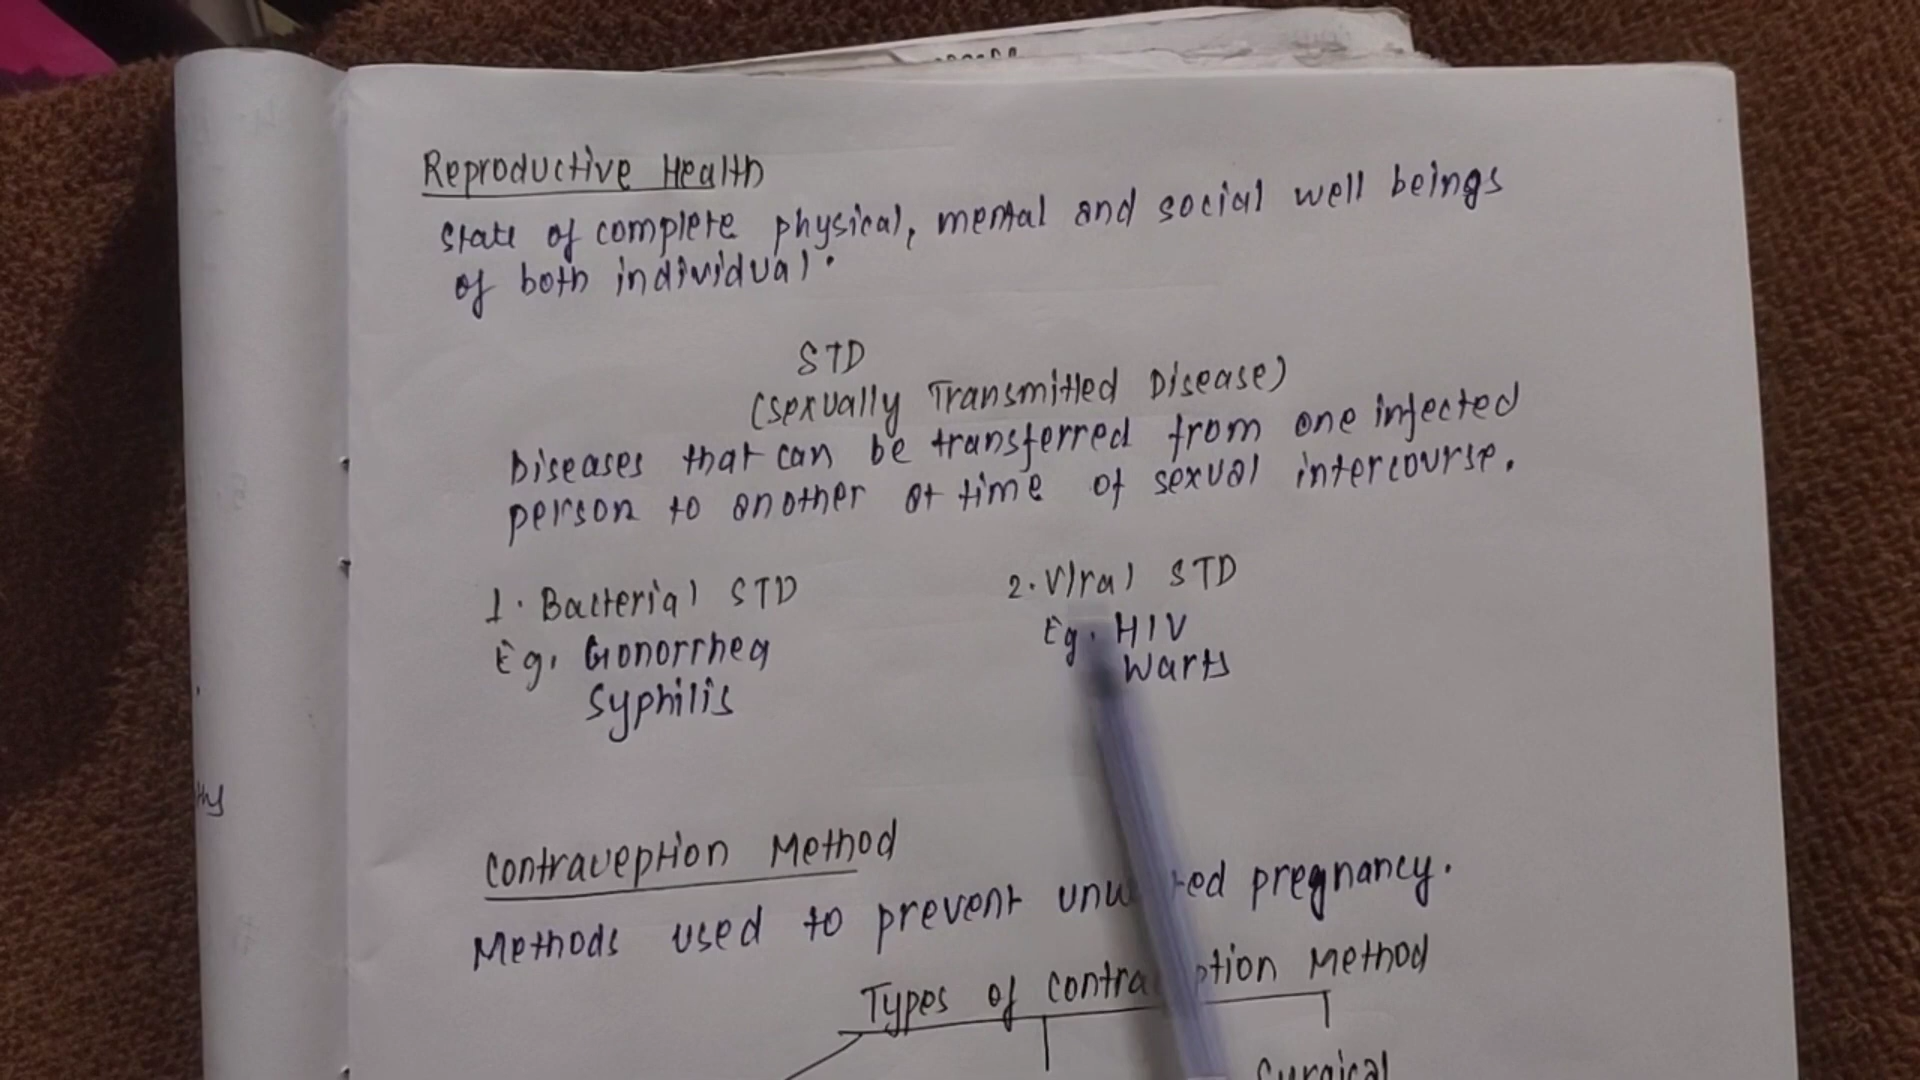 Reproductive Health
State of complete physical, mental and social well beings
of both individual.
STD
(Sexually Transmitted Disease)
Diseases that can be transferred from one infected
person to another at time of sexual intercourse.
1. Bacterial STD
Eg. Gonorrhea
Syphilis
2. Viral STD
Eg. HIV
Warts
Contraception Method
Methods used to prevent pregnancy.
Types of Method
Surgical